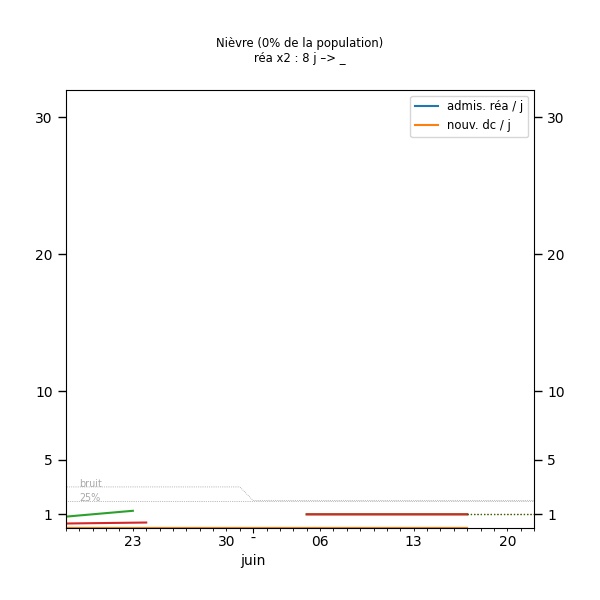 Nièvre (0% de la population)
réa x2 : 8 j –> _
admis. réa / j
nouv. dc / j
30 30
20 20
10 10
5 5
bruit
25%
1 1
23 30 - 06 13 20
juin